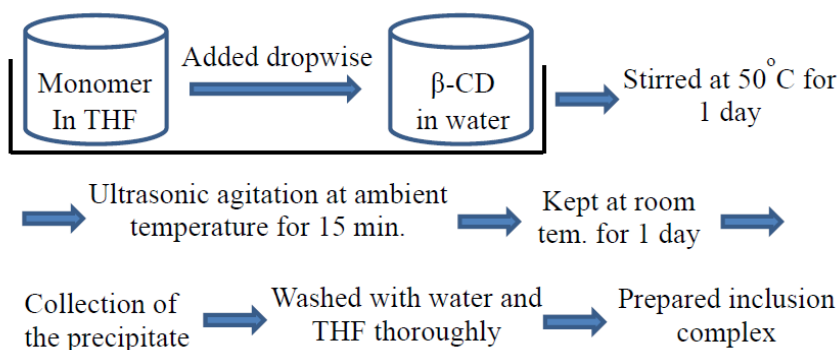 Monomer
In THF
Added dropwise
β-CD
in water
Stirred at 50°C for
1 day
Ultrasonic agitation at ambient
temperature for 15 min.
Kept at room
tem. for 1 day
Collection of
the precipitate
Washed with water and
THF thoroughly
Prepared inclusion
complex